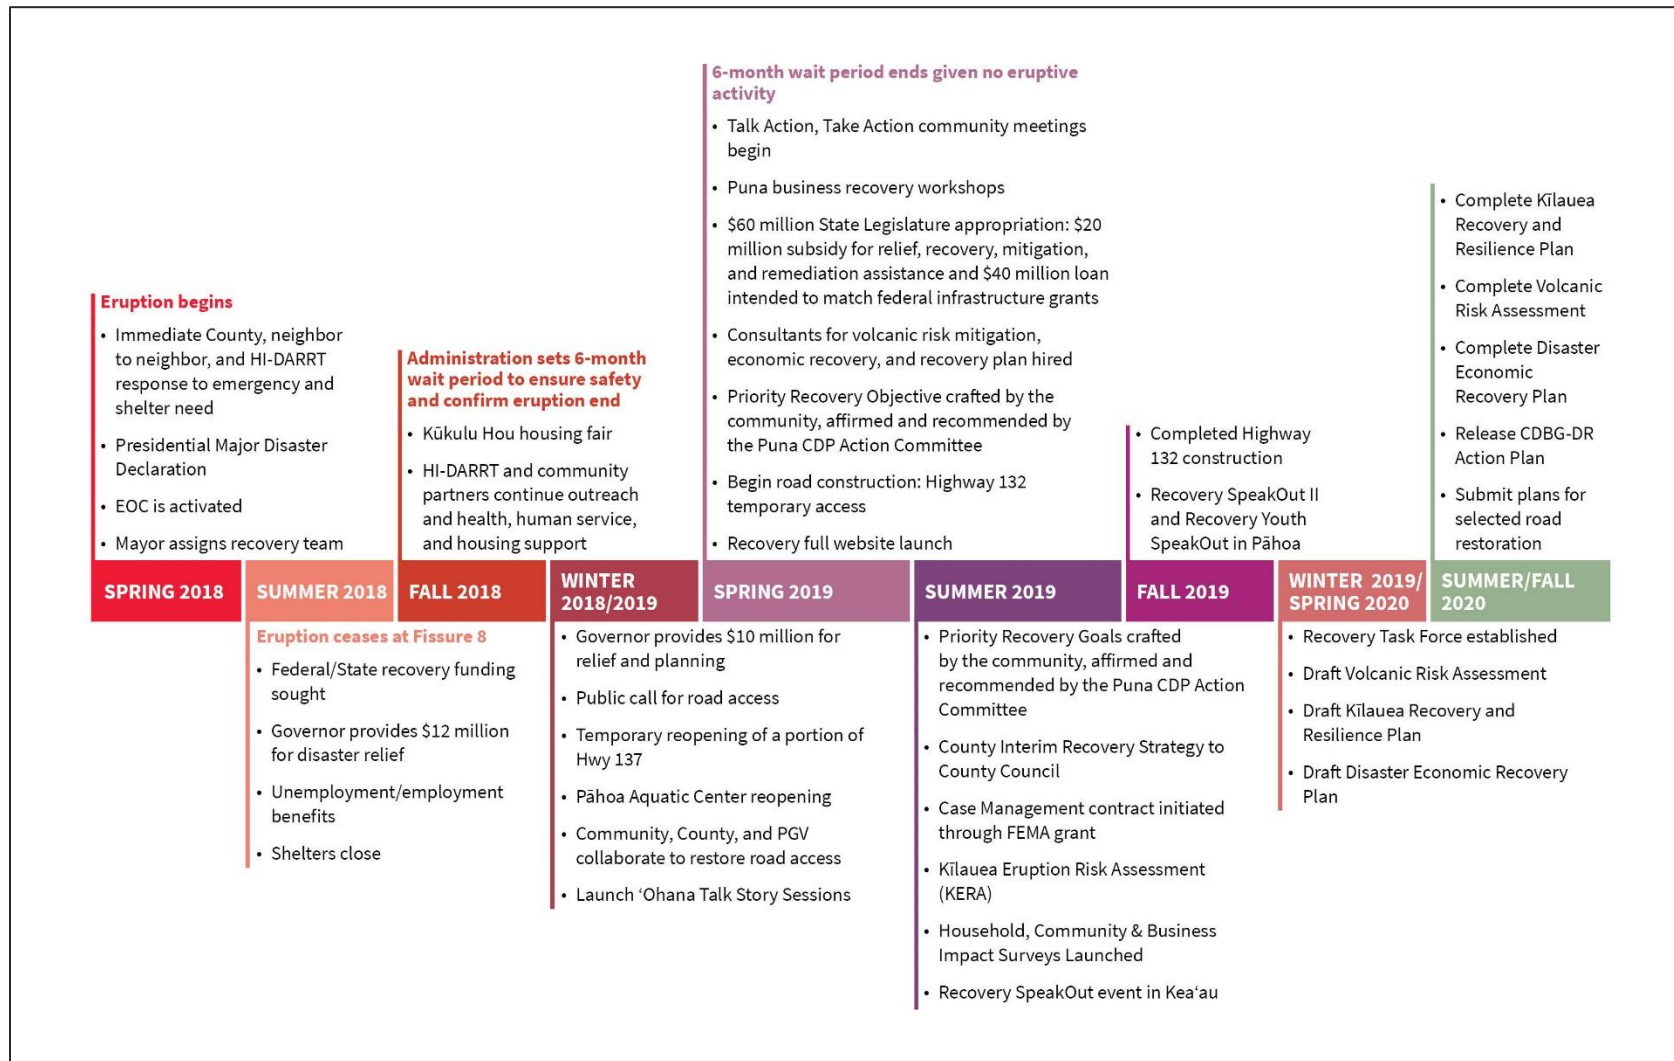 6-month wait period ends given no eruptive
activity
• Talk Action, Take Action community meetings
begin
• Puna business recovery workshops
• $60 million State Legislature appropriation: $20
million subsidy for relief, recovery, mitigation,
and remediation assistance and $40 million loan
intended to match federal infrastructure grants
• Consultants for volcanic risk mitigation,
economic recovery, and recovery plan hired
• Priority Recovery Objective crafted by the
community, affirmed and recommended by
the Puna CDP Action Committee
• Begin road construction: Highway 132
temporary access
• Recovery full website launch
Eruption begins
• Immediate County, neighbor
to neighbor, and HI-DARRT
response to emergency and
shelter need
• Presidential Major Disaster
Declaration
• EOC is activated
• Mayor assigns recovery team
Administration sets 6-month
wait period to ensure safety
and confirm eruption end
• Kūkulu Hou housing fair
• HI-DARRT and community
partners continue outreach
and health, human service,
and housing support
• Completed Highway
132 construction
• Recovery SpeakOut II
and Recovery Youth
SpeakOut in Pāhoa
• Complete Kīlauea
Recovery and
Resilience Plan
• Complete Volcanic
Risk Assessment
• Complete Disaster
Economic
Recovery Plan
• Release CDBG-DR
Action Plan
• Submit plans for
selected road
restoration
SPRING 2018
SUMMER 2018
FALL 2018
WINTER
2018/2019
SPRING 2019
SUMMER 2019
FALL 2019
WINTER 2019/
SPRING 2020
SUMMER/FALL
2020
Eruption ceases at Fissure 8
• Federal/State recovery funding
sought
• Governor provides $12 million
for disaster relief
• Unemployment/employment
benefits
• Shelters close
• Governor provides $10 million for
relief and planning
• Public call for road access
• Temporary reopening of a portion of
Hwy 137
• Pāhoa Aquatic Center reopening
• Community, County, and PGV
collaborate to restore road access
• Launch ‘Ohana Talk Story Sessions
• Priority Recovery Goals crafted
by the community, affirmed and
recommended by the Puna CDP Action
Committee
• County Interim Recovery Strategy to
County Council
• Case Management contract initiated
through FEMA grant
• Kīlauea Eruption Risk Assessment
(KERA)
• Household, Community & Business
Impact Surveys Launched
• Recovery SpeakOut event in Kea‘au
• Recovery Task Force established
• Draft Volcanic Risk Assessment
• Draft Kīlauea Recovery and
Resilience Plan
• Draft Disaster Economic Recovery
Plan